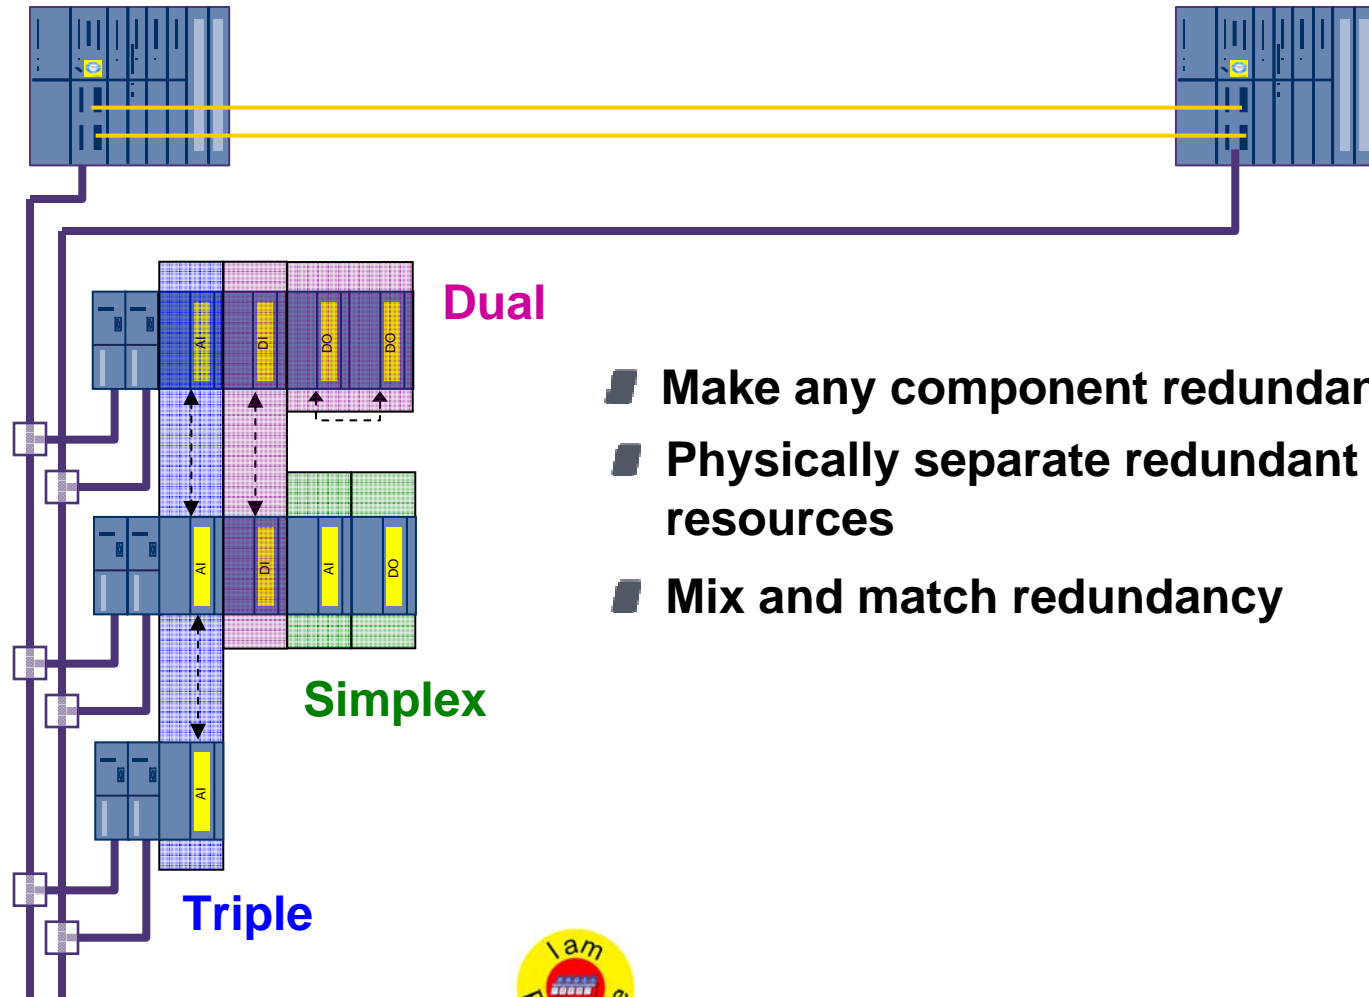 AI
DI
DO
DO
Dual
Make any component redundan
Physically separate redundant
resources
Mix and match redundancy
AI
DI
AI
DO
Simplex
AI
Triple
I am